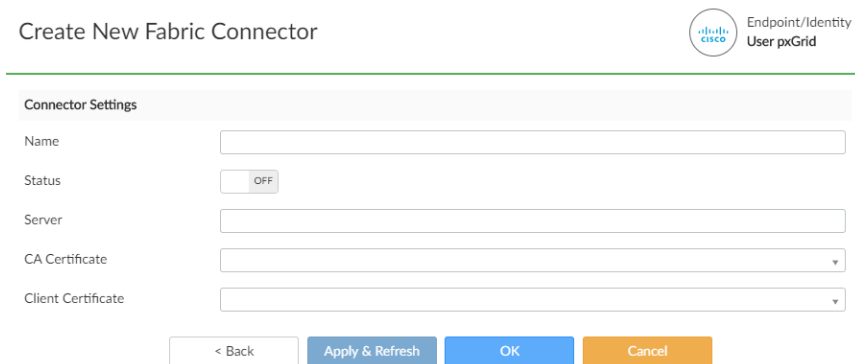 Create New Fabric Connector
CISCO
Endpoint/Identity
User pxGrid
Connector Settings
Name
Status
OFF
Server
CA Certificate
Client Certificate
< Back
Apply & Refresh
OK
Cancel